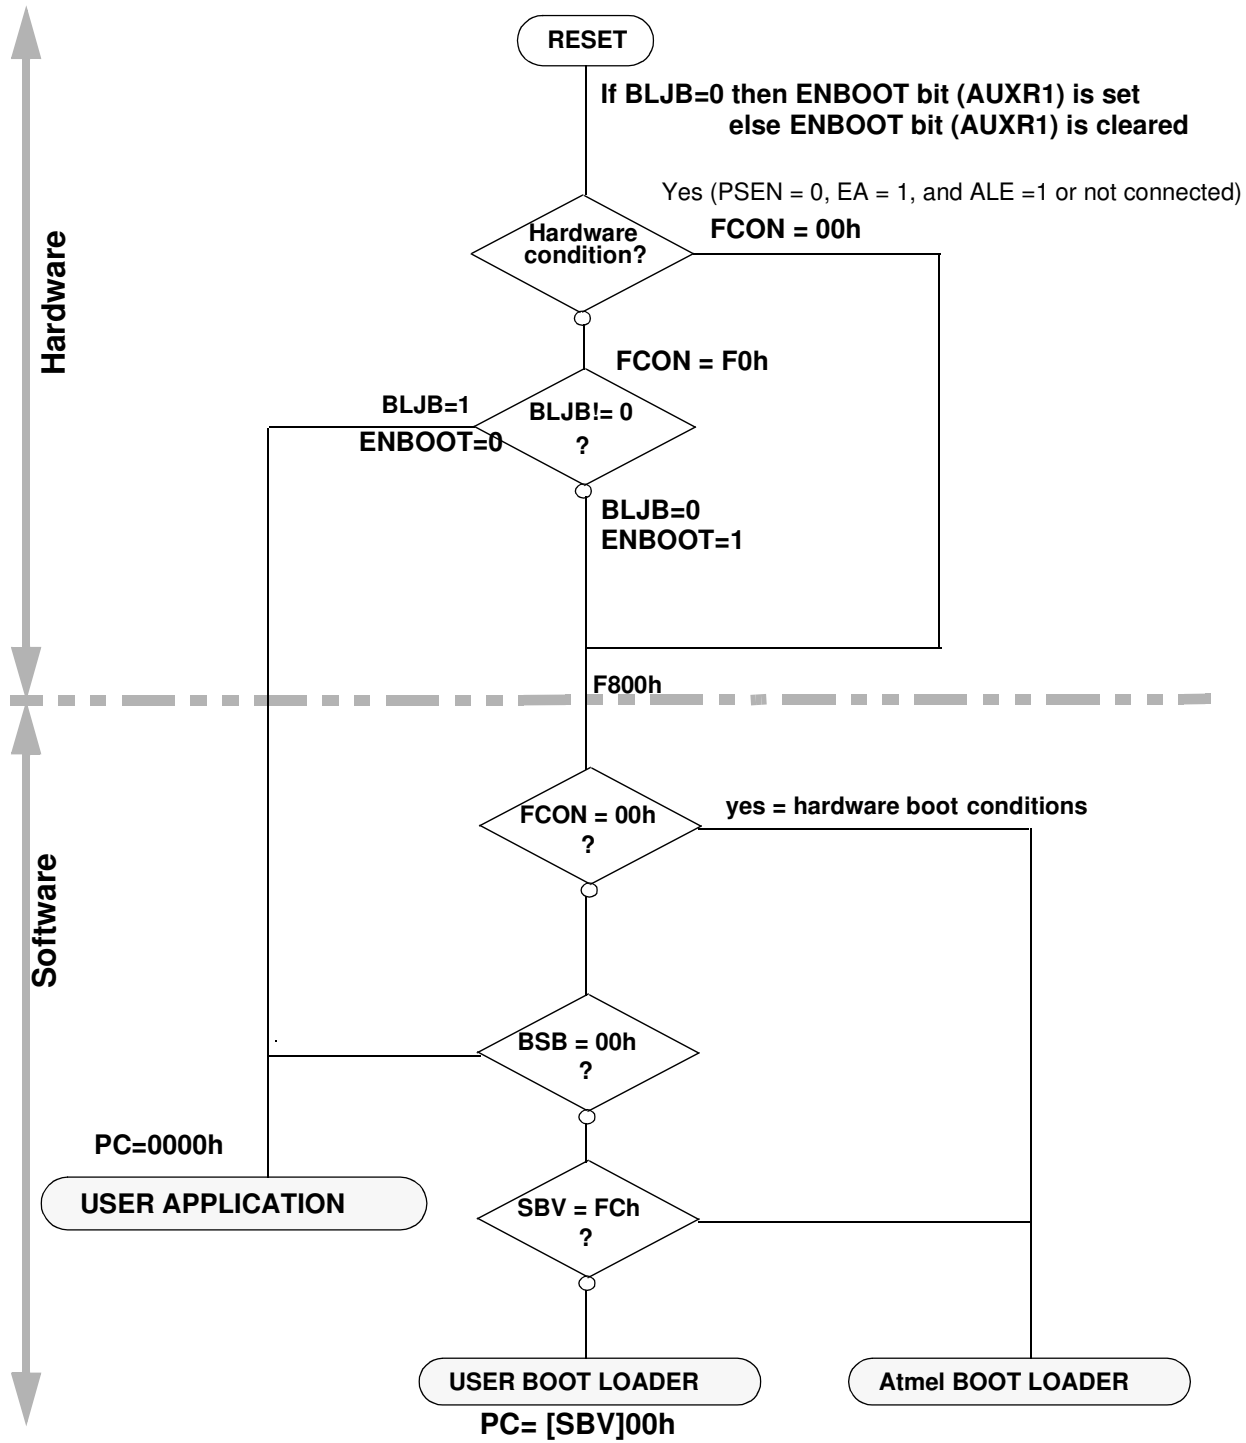 RESET
If BLJB=0 then ENBOOT bit (AUXR1) is set
else ENBOOT bit (AUXR1) is cleared
Yes (PSEN = 0, EA = 1, and ALE =1 or not connected)
FCON = 00h
Hardware
condition?
Hardware
FCON = F0h
BLJB=1
ENBOOT=0
BLJB!= 0
?
BLJB=0
ENBOOT=1
F800h
FCON = 00h
?
yes = hardware boot conditions
Software
BSB = 00h
?
PC=0000h
USER APPLICATION
SBV = FCh
?
USER BOOT LOADER
PC= [SBV]00h
Atmel BOOT LOADER